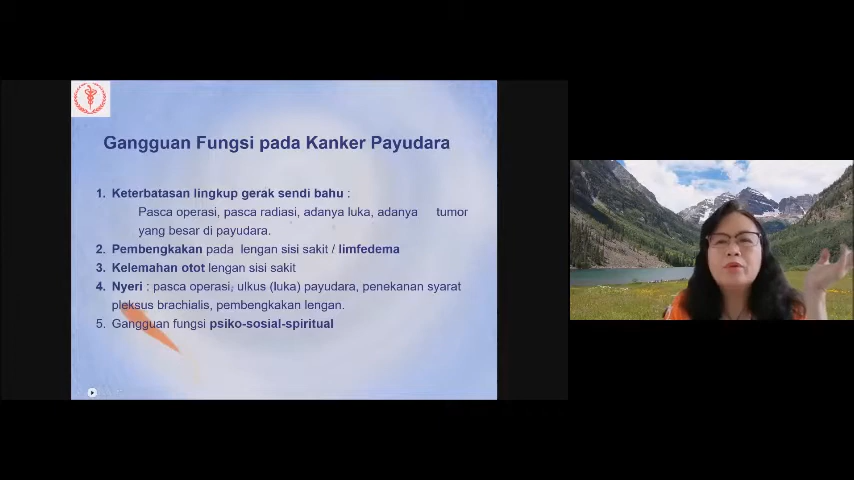 Gangguan Fungsi pada Kanker Payudara
1. Keterbatasan lingkup gerak sendi bahu :
Pasca operasi, pasca radiasi, adanya luka, adanya tumor
yang besar di payudara.
2. Pembengkakan pada lengan sisi sakit / limfedema
3. Kelemahan otot lengan sisi sakit
4. Nyeri : pasca operasi, ulkus (luka) payudara, penekanan syarat
pleksus brachialis, pembengkakan lengan.
5. Gangguan fungsi psiko-sosial-spiritual